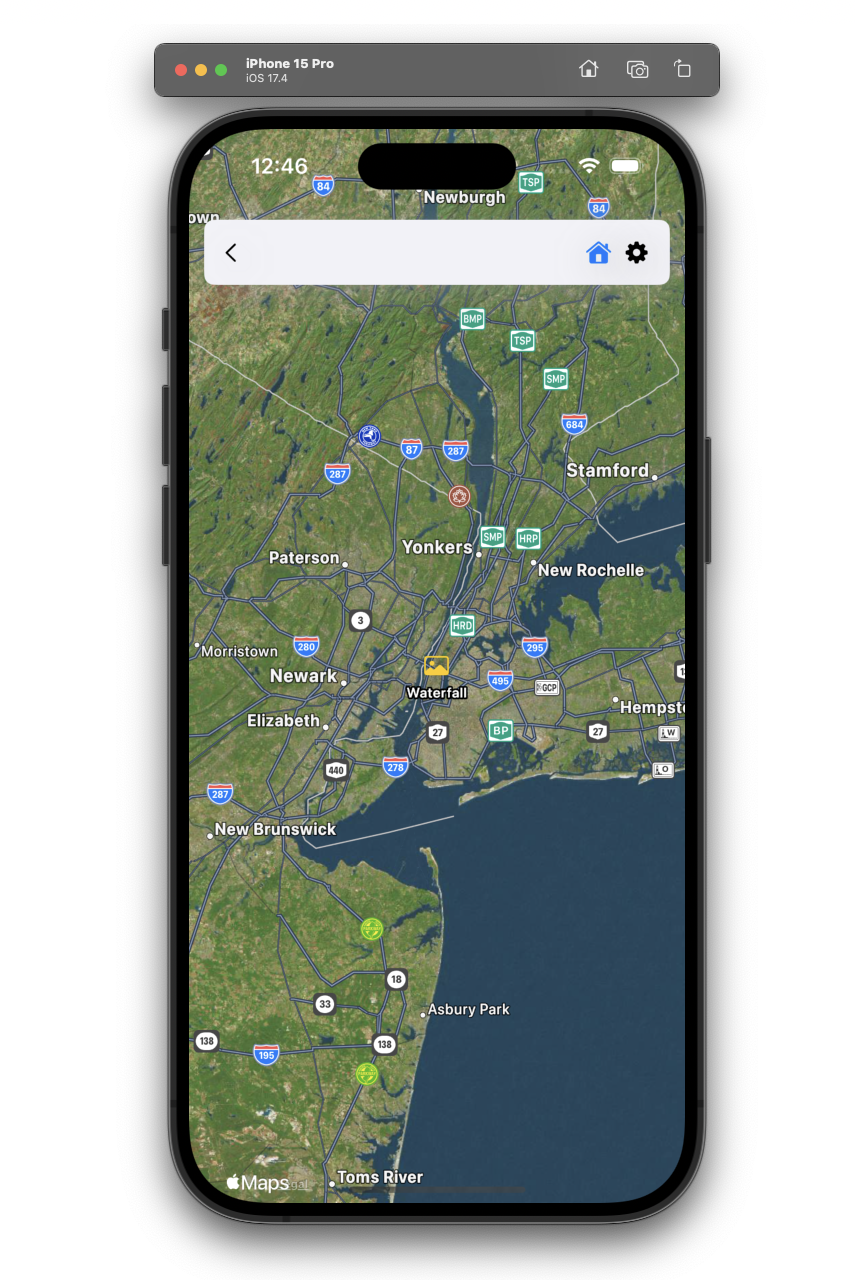 iPhone 15 Pro
iOS 17.4
12:46
84
TSP
Newburgh
84
own
BMP
TSP
SMP
684
87
287
287
Stamford
Yonkers
SMP
HRP
Paterson
New Rochelle
3
HRD
280
295
Morristown
Newark
495
GCP
Waterfall
Elizabeth
27
BP
27
Hempste
W
440
278
O
287
New Brunswick
18
33
Asbury Park
138
138
195
Toms River
Maps